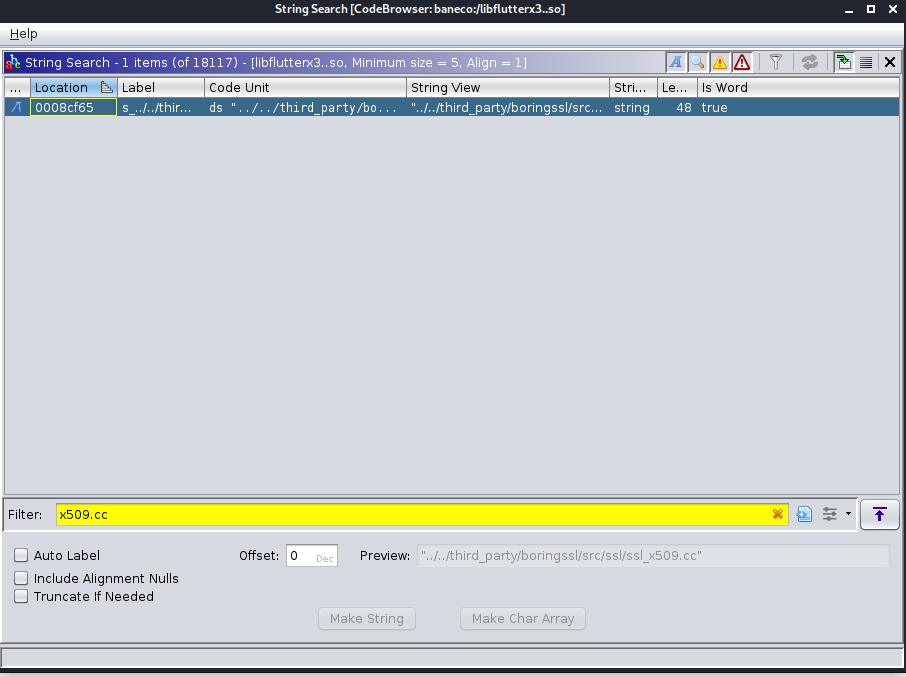 String Search [CodeBrowser: baneco:/libflutterx3..so]
Help
String Search - 1 items (of 18117) - [libflutterx3..so, Minimum size = 5, Align = 1]
... Location Label Code Unit String View Stri... Le... Is Word
0008cf65 s_../../thir... ds "../../third_party/bo... "../../third_party/boringssl/src... string 48 true
Filter: x509.cc
Auto Label Offset: 0 Dec Preview: "../../third_party/boringssl/src/ssl/ssl_x509.cc"
Include Alignment Nulls
Truncate If Needed
Make String Make Char Array